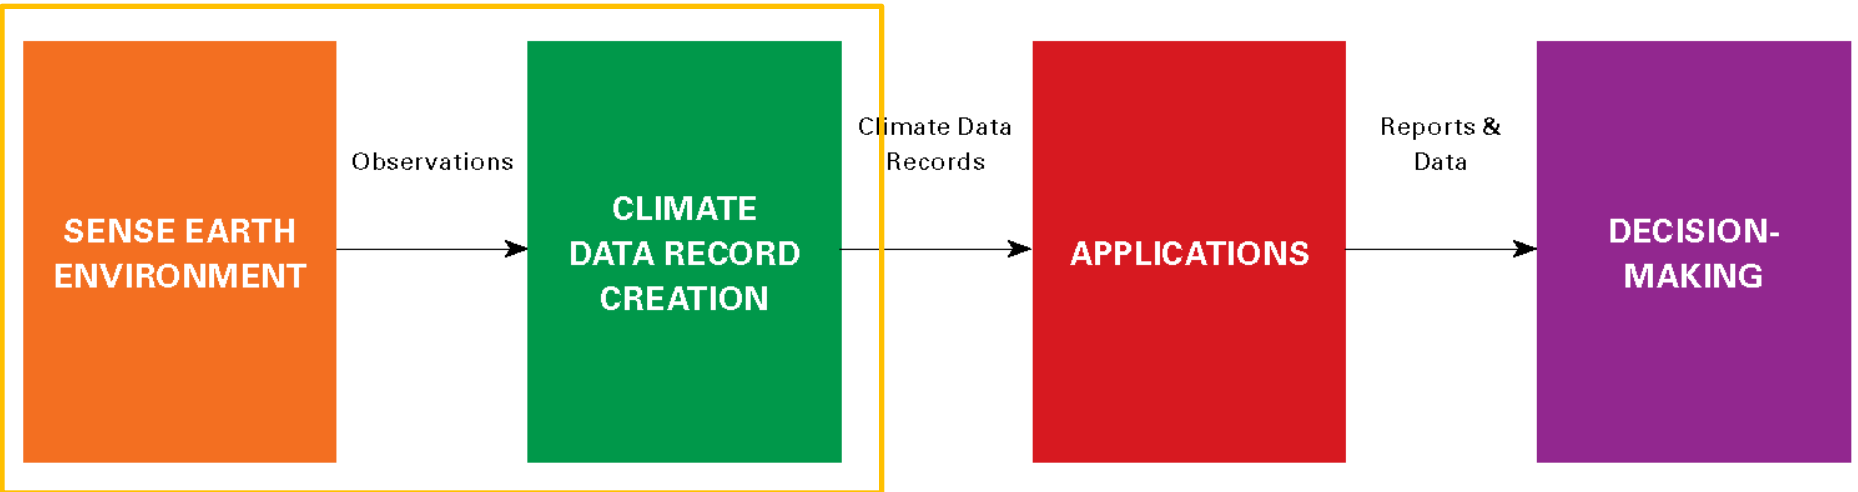 SENSE EARTH
ENVIRONMENT
Observations
CLIMATE
DATA RECORD
CREATION
Climate Data
Records
APPLICATIONS
Reports &
Data
DECISION-
MAKING